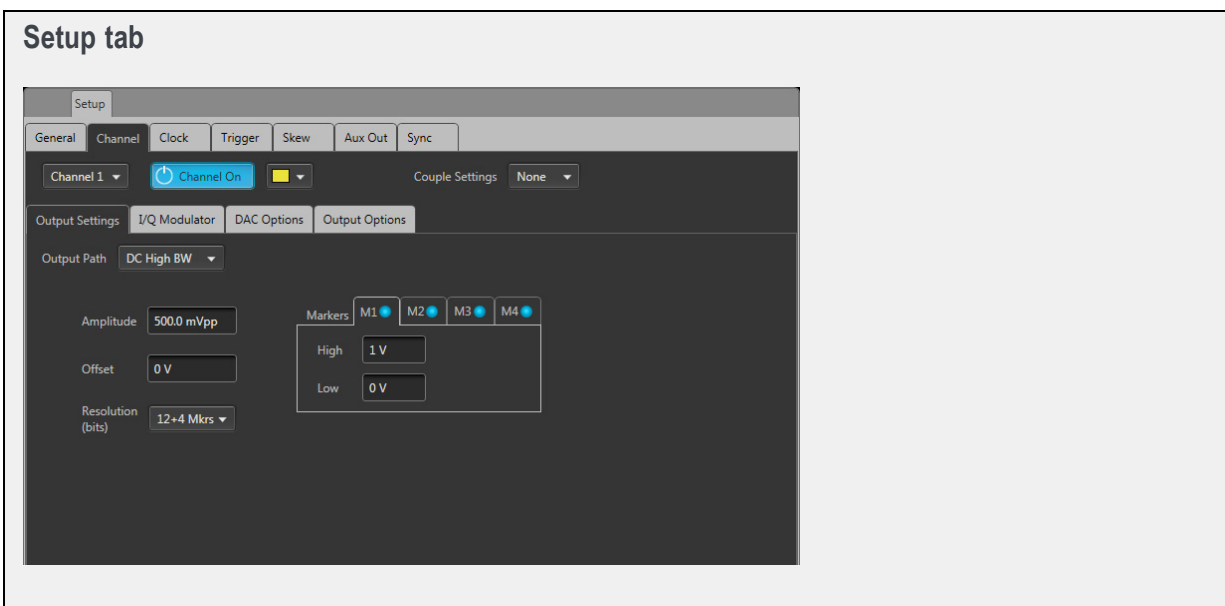 Setup tab
Setup
General Channel Clock Trigger Skew Aux Out Sync
Channel 1 Channel On Couple Settings None
Output Settings I/Q Modulator DAC Options Output Options
Output Path DC High BW
Markers M1 M2 M3 M4
Amplitude 500.0 mVpp
High 1 V
Offset 0 V
Low 0 V
Resolution
(bits)
12+4 Mkrs